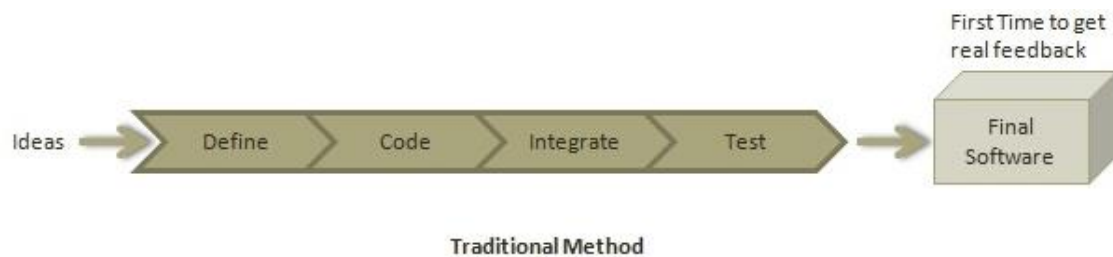 First Time to get
real feedback
Ideas
Define
Code
Integrate
Test
Final
Software
Traditional Method